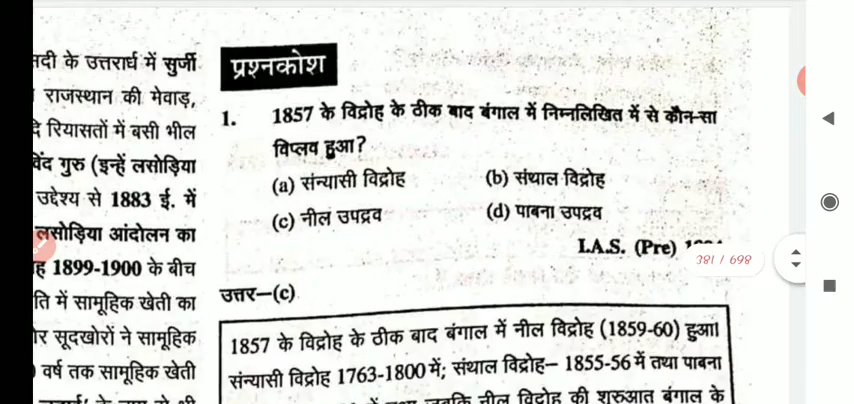 नदी के उत्तरार्ध में सुर्जी
राजस्थान की मेवाड़,
रियासतों में बसी भील
गुरु (इन्हें लसोड़िया
उद्देश्य से 1883 ई. में
लसोड़िया आंदोलन का
1899-1900 के बीच
में सामूहिक खेती का
सूदखोरों ने सामूहिक
वर्ष तक सामूहिक खेती
प्रश्नकोश
1. 1857 के विद्रोह के ठीक बाद बंगाल में निम्नलिखित में से कौन-सा
विप्लव हुआ?
(a) संन्यासी विद्रोह (b) संथाल विद्रोह
(c) नील उपद्रव (d) पाबना उपद्रव
I.A.S. (Pre)
381 / 698
उत्तर–(c)
1857 के विद्रोह के ठीक बाद बंगाल में नील विद्रोह (1859-60) हुआ।
संन्यासी विद्रोह 1763-1800 में; संथाल विद्रोह– 1855-56 में तथा पाबना
जबकि नील विद्रोह की शुरुआत बंगाल के